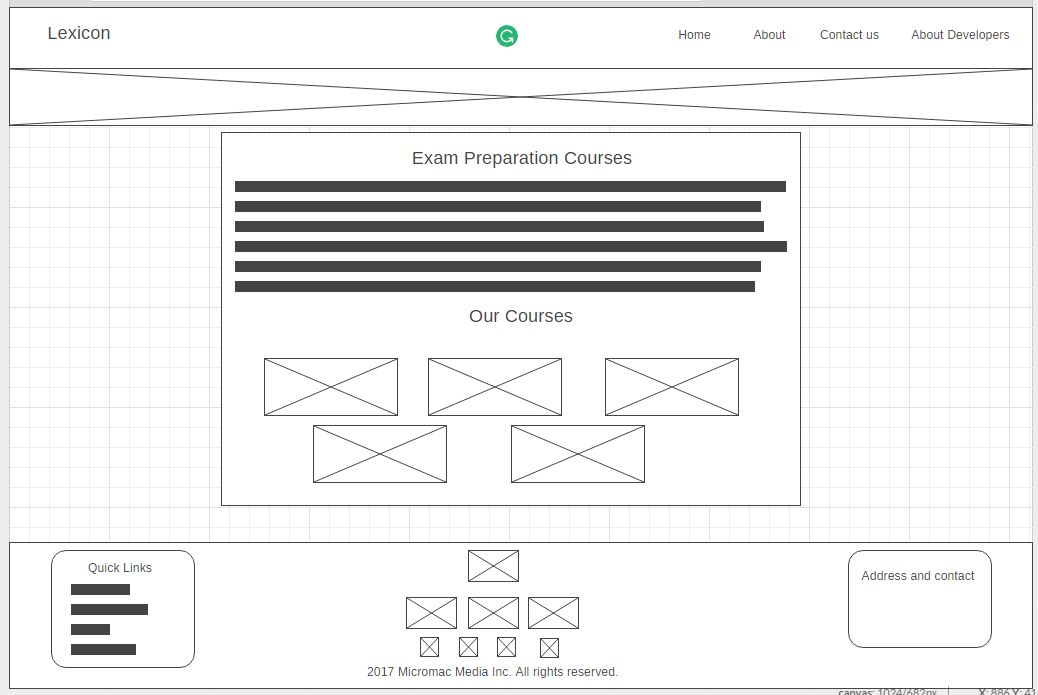 Lexicon
Home About Contact us About Developers
Exam Preparation Courses
Our Courses
Quick Links
Address and contact
2017 Micromac Media Inc. All rights reserved.
canvas: 1024/682px X: 886 Y: